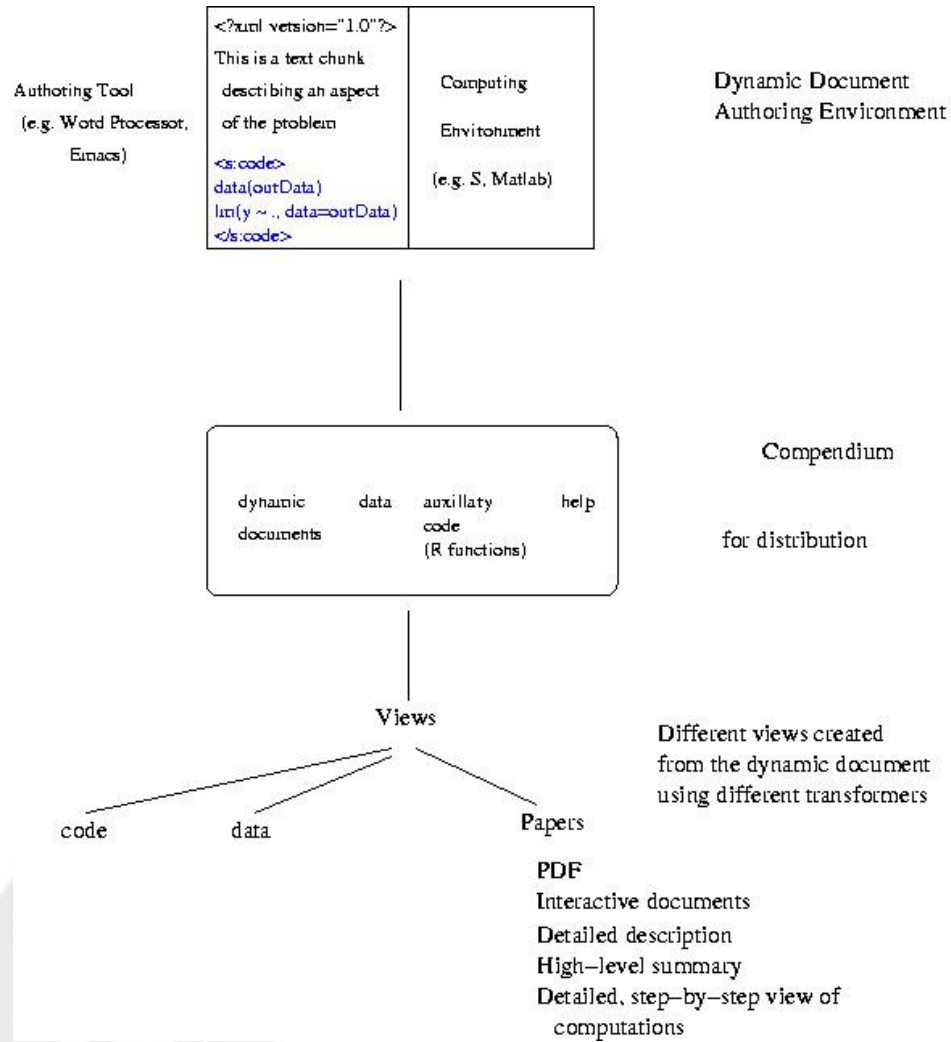 <?xml version="1.0"?>
This is a text chunk
describing an aspect
of the problem
<s:code>
data(ourData)
lm(y ~ ., data=ourData)
</s:code>
Authoring Tool
(e.g. Word Processor,
Emacs)
Computing
Environment
(e.g. S, Matlab)
Dynamic Document
Authoring Environment
Compendium
for distribution
dynamic
documents
data
auxillary
code
(R functions)
help
Views
code
data
Papers
Different views created
from the dynamic document
using different transformers
PDF
Interactive documents
Detailed description
High–level summary
Detailed, step–by–step view of
computations